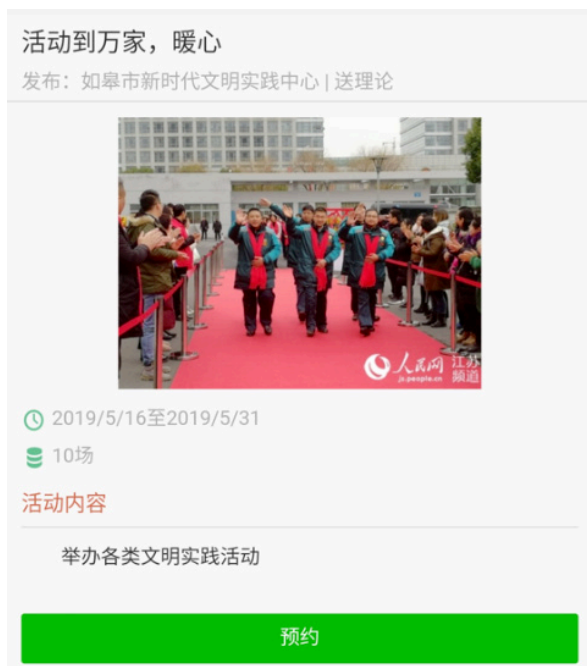 活动到万家，暖心
发布：如皋市新时代文明实践中心 | 送理论
人民网 江苏
js.people.cn 频道
2019/5/16至2019/5/31
10场
活动内容
举办各类文明实践活动
预约